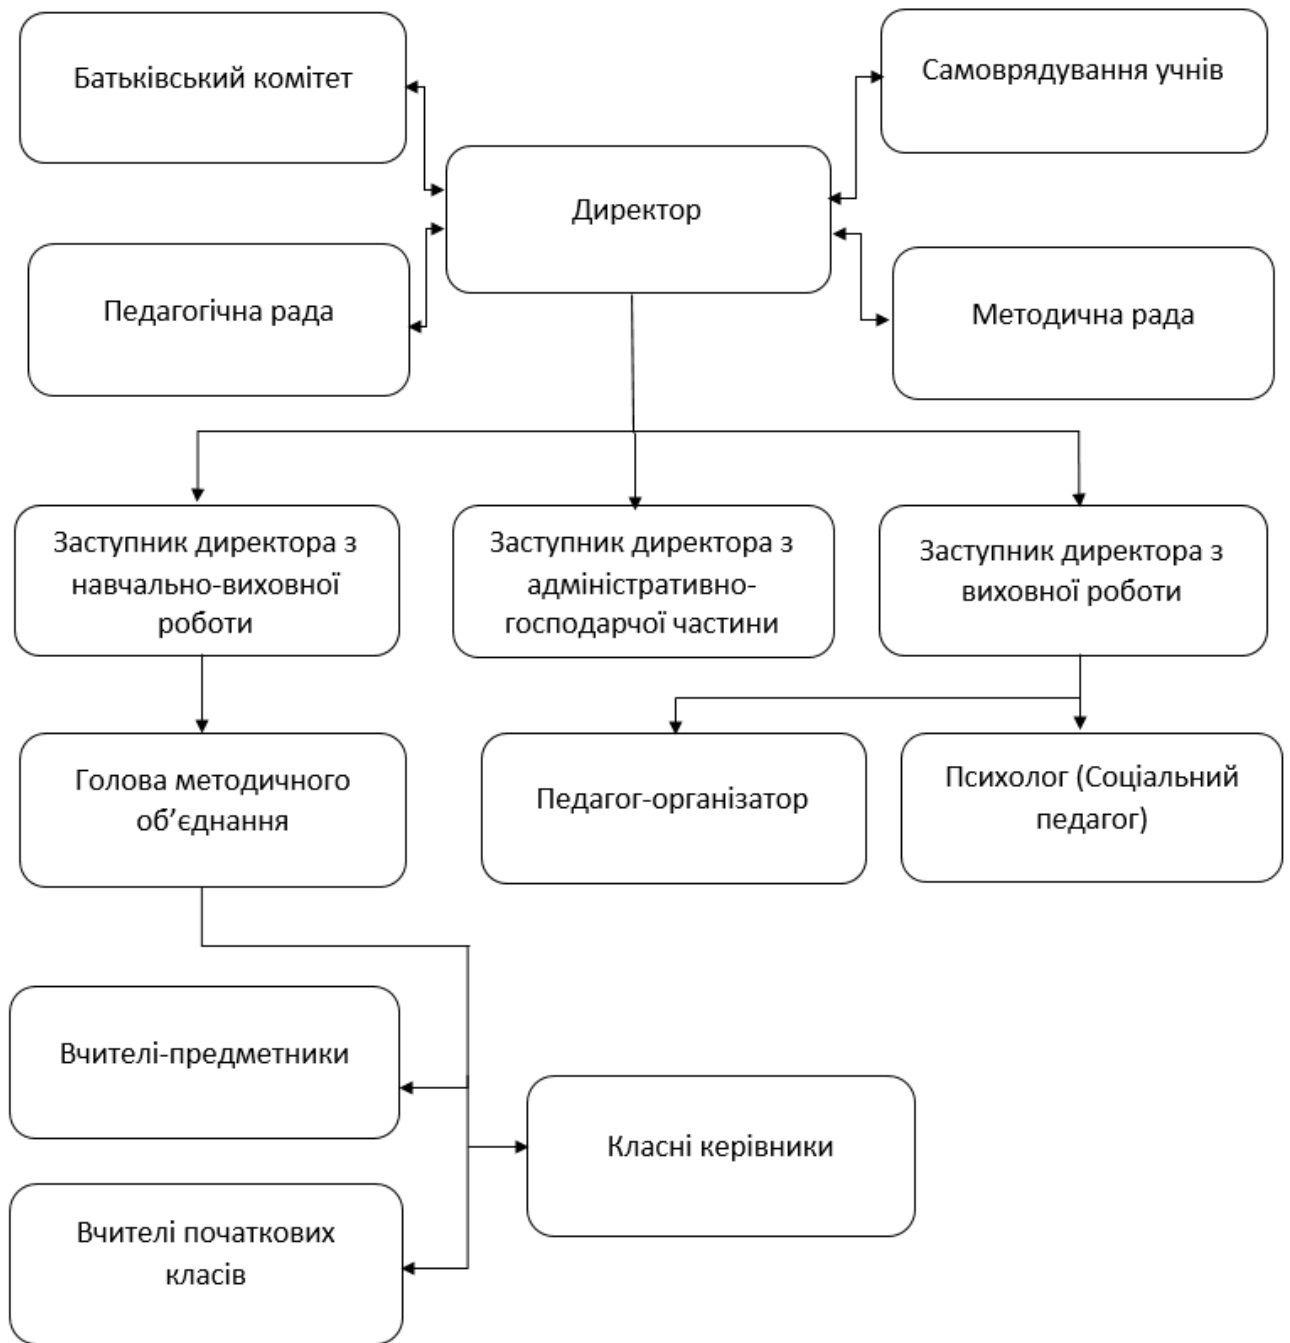 Батьківський комітет
Самоврядування учнів
Директор
Педагогічна рада
Методична рада
Заступник директора з
навчально-виховної
роботи
Заступник директора з
адміністративно-
господарчої частини
Заступник директора з
виховної роботи
Голова методичного
об’єднання
Педагог-організатор
Психолог (Соціальний
педагог)
Вчителі-предметники
Класні керівники
Вчителі початкових
класів